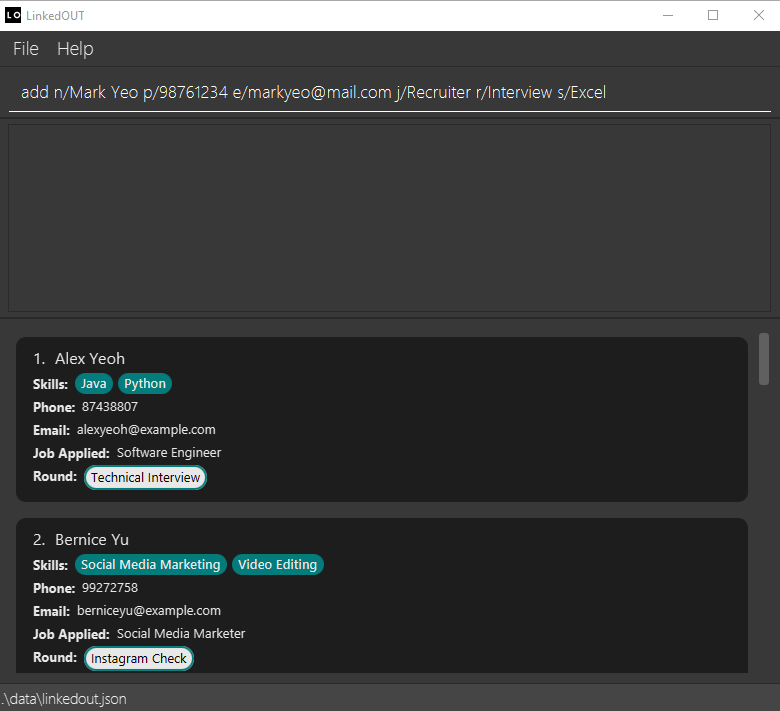 LO LinkedOUT
File Help
add n/Mark Yeo p/98761234 e/markyeo@mail.com j/Recruiter r/Interview s/Excel
1. Alex Yeoh
Skills: Java Python
Phone: 87438807
Email: alexyeoh@example.com
Job Applied: Software Engineer
Round: Technical Interview
2. Bernice Yu
Skills: Social Media Marketing Video Editing
Phone: 99272758
Email: berniceyu@example.com
Job Applied: Social Media Marketer
Round: Instagram Check
.\data\linkedout.json